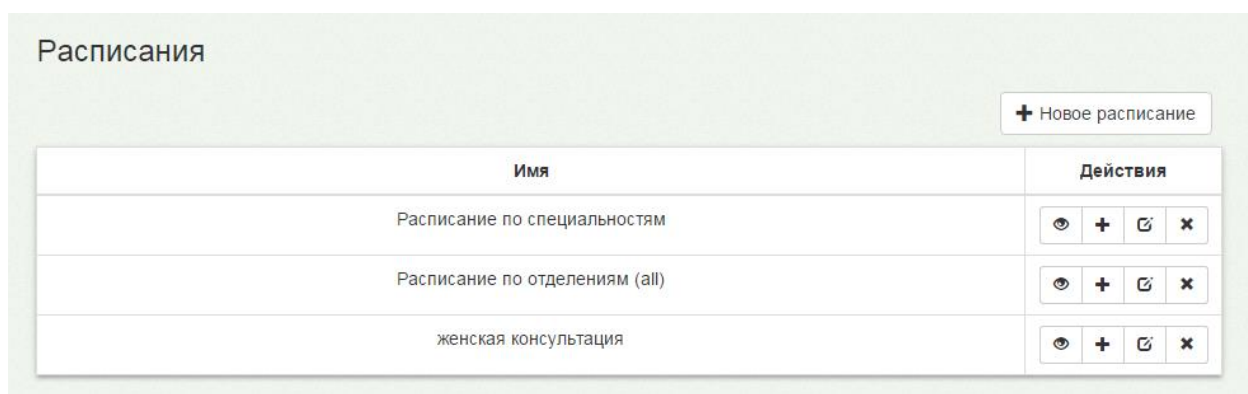 Расписания
Новое расписание
Имя Действия
Расписание по специальностям
Расписание по отделениям (all)
женская консультация